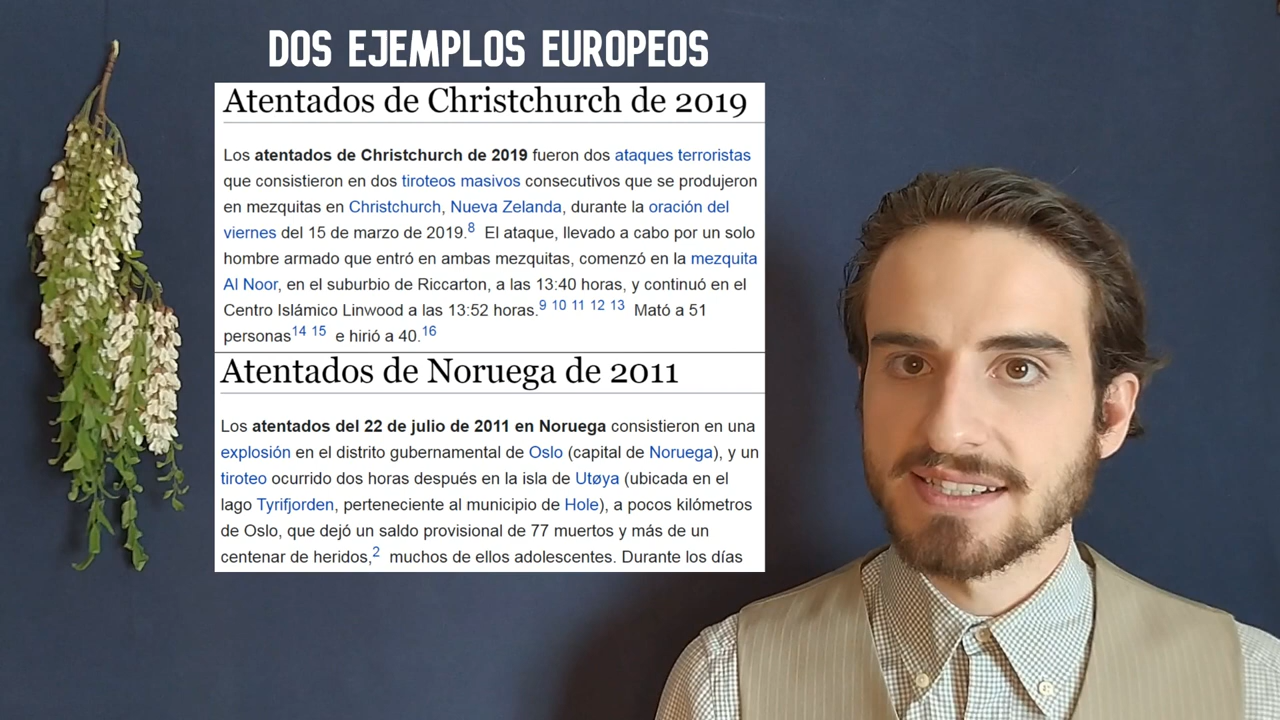 DOS EJEMPLOS EUROPEOS
Atentados de Christchurch de 2019
Los atentados de Christchurch de 2019 fueron dos ataques terroristas
que consistieron en dos tiroteos masivos consecutivos que se produjeron
en mezquitas en Christchurch, Nueva Zelanda, durante la oración del
viernes del 15 de marzo de 2019.8 El ataque, llevado a cabo por un solo
hombre armado que entró en ambas mezquitas, comenzó en la mezquita
Al Noor, en el suburbio de Riccarton, a las 13:40 horas, y continuó en el
Centro Islámico Linwood a las 13:52 horas.9 10 11 12 13 Mató a 51
personas14 15 e hirió a 40.16
Atentados de Noruega de 2011
Los atentados del 22 de julio de 2011 en Noruega consistieron en una
explosión en el distrito gubernamental de Oslo (capital de Noruega), y un
tiroteo ocurrido dos horas después en la isla de Utøya (ubicada en el
lago Tyrifjorden, perteneciente al municipio de Hole), a pocos kilómetros
de Oslo, que dejó un saldo provisional de 77 muertos y más de un
centenar de heridos,2 muchos de ellos adolescentes. Durante los días